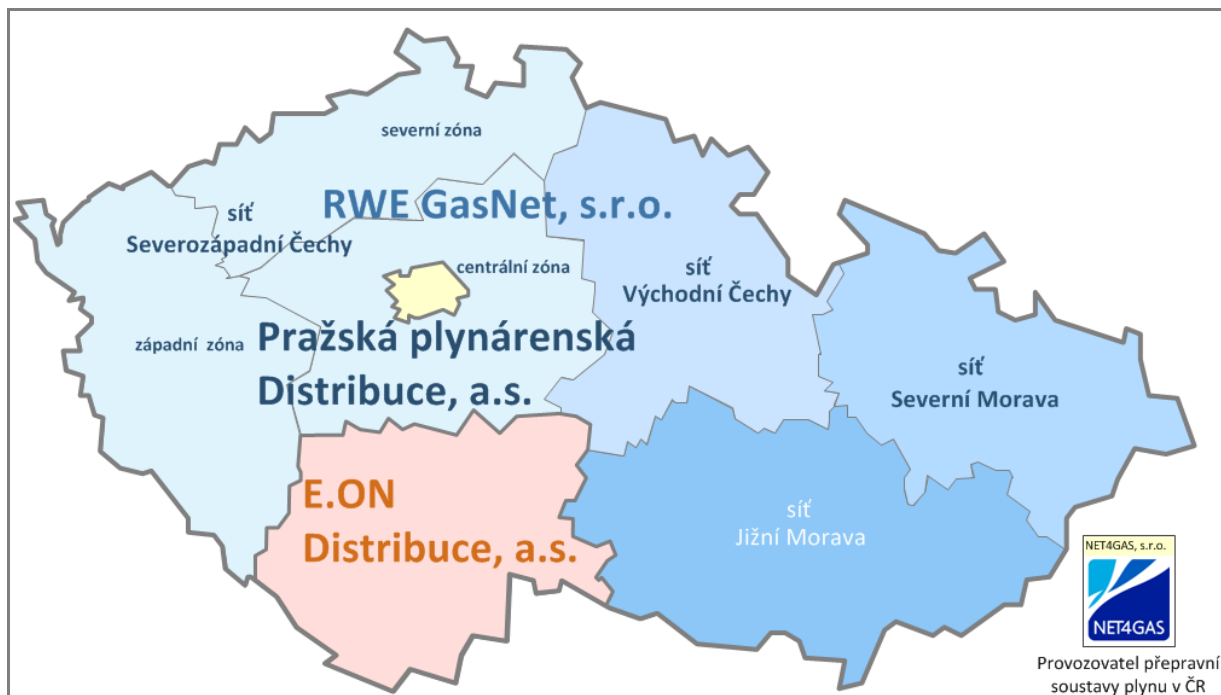 severní zóna
RWE GasNet, s.r.o.
síť
Severozápadní Čechy
centrální zóna
síť
Východní Čechy
západní zóna
Pražská plynárenská
Distribuce, a.s.
síť
Severní Morava
E.ON
Distribuce, a.s.
síť
Jižní Morava
NET4GAS, s.r.o.
NET4GAS
Provozovatel přepravní
soustavy plynu v ČR